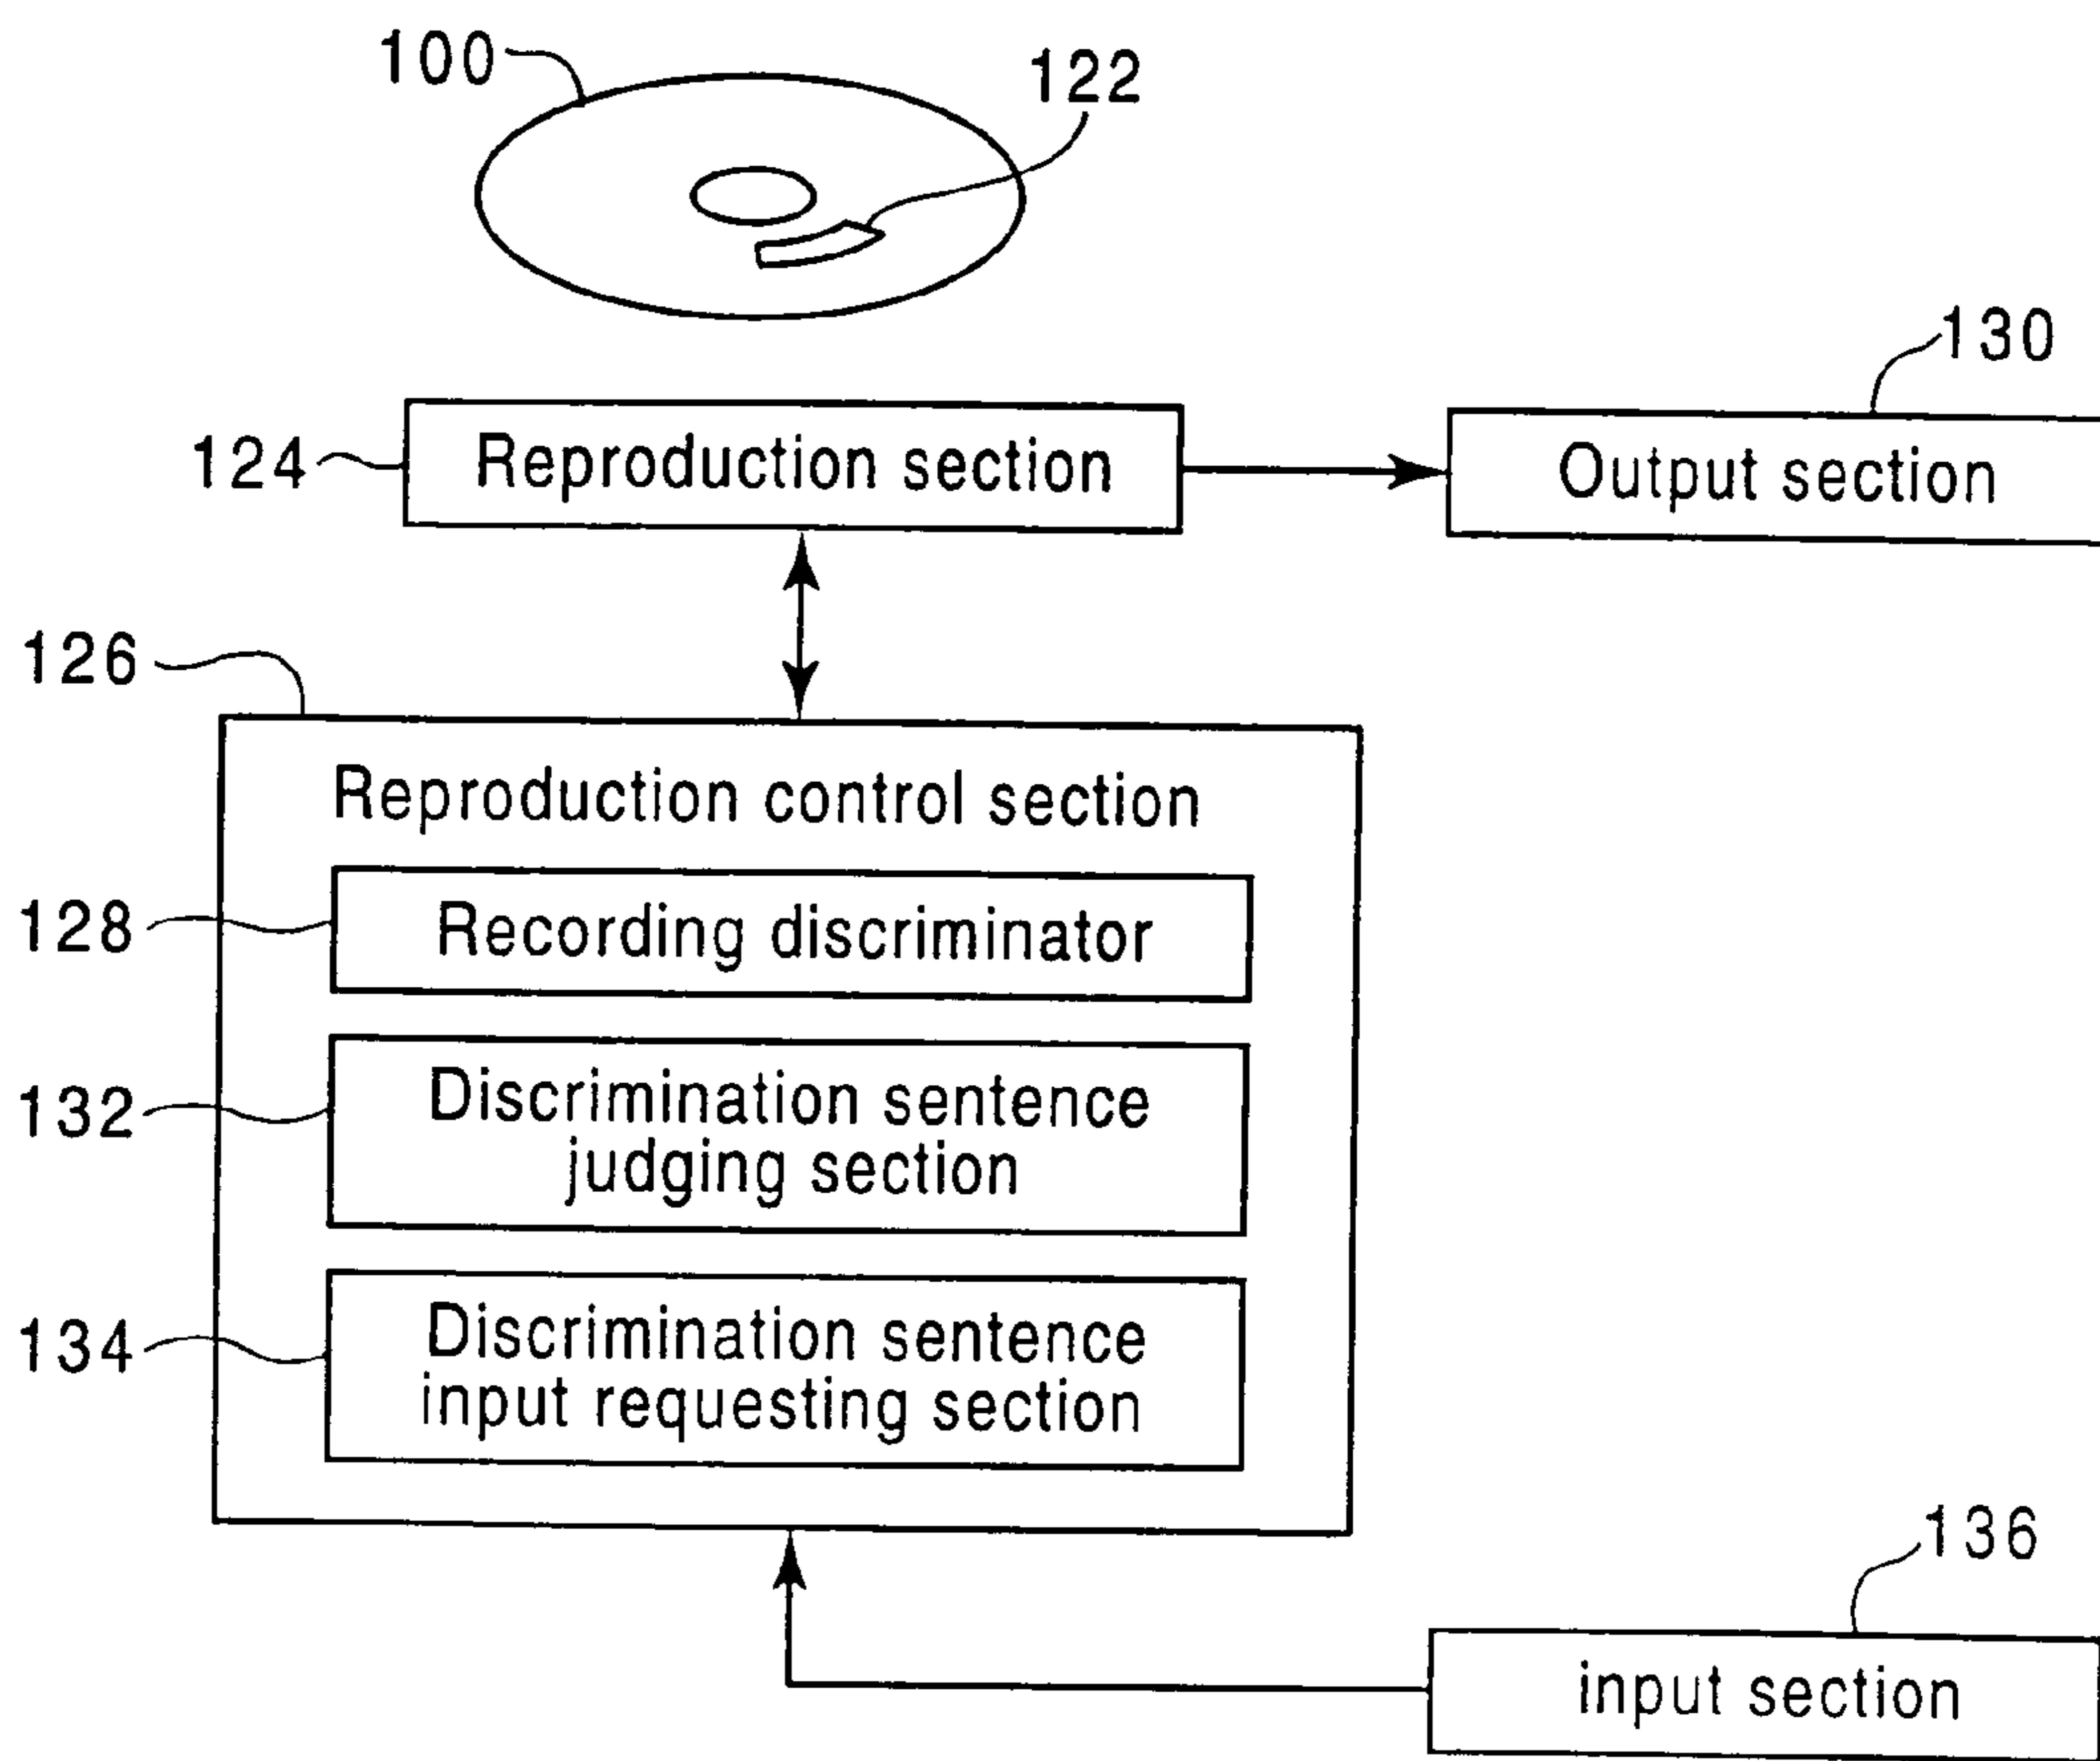 100
122
130
124
Reproduction section
Output section
126
Reproduction control section
128
Recording discriminator
132
Discrimination sentence
judging section
134
Discrimination sentence
input requesting section
136
input section